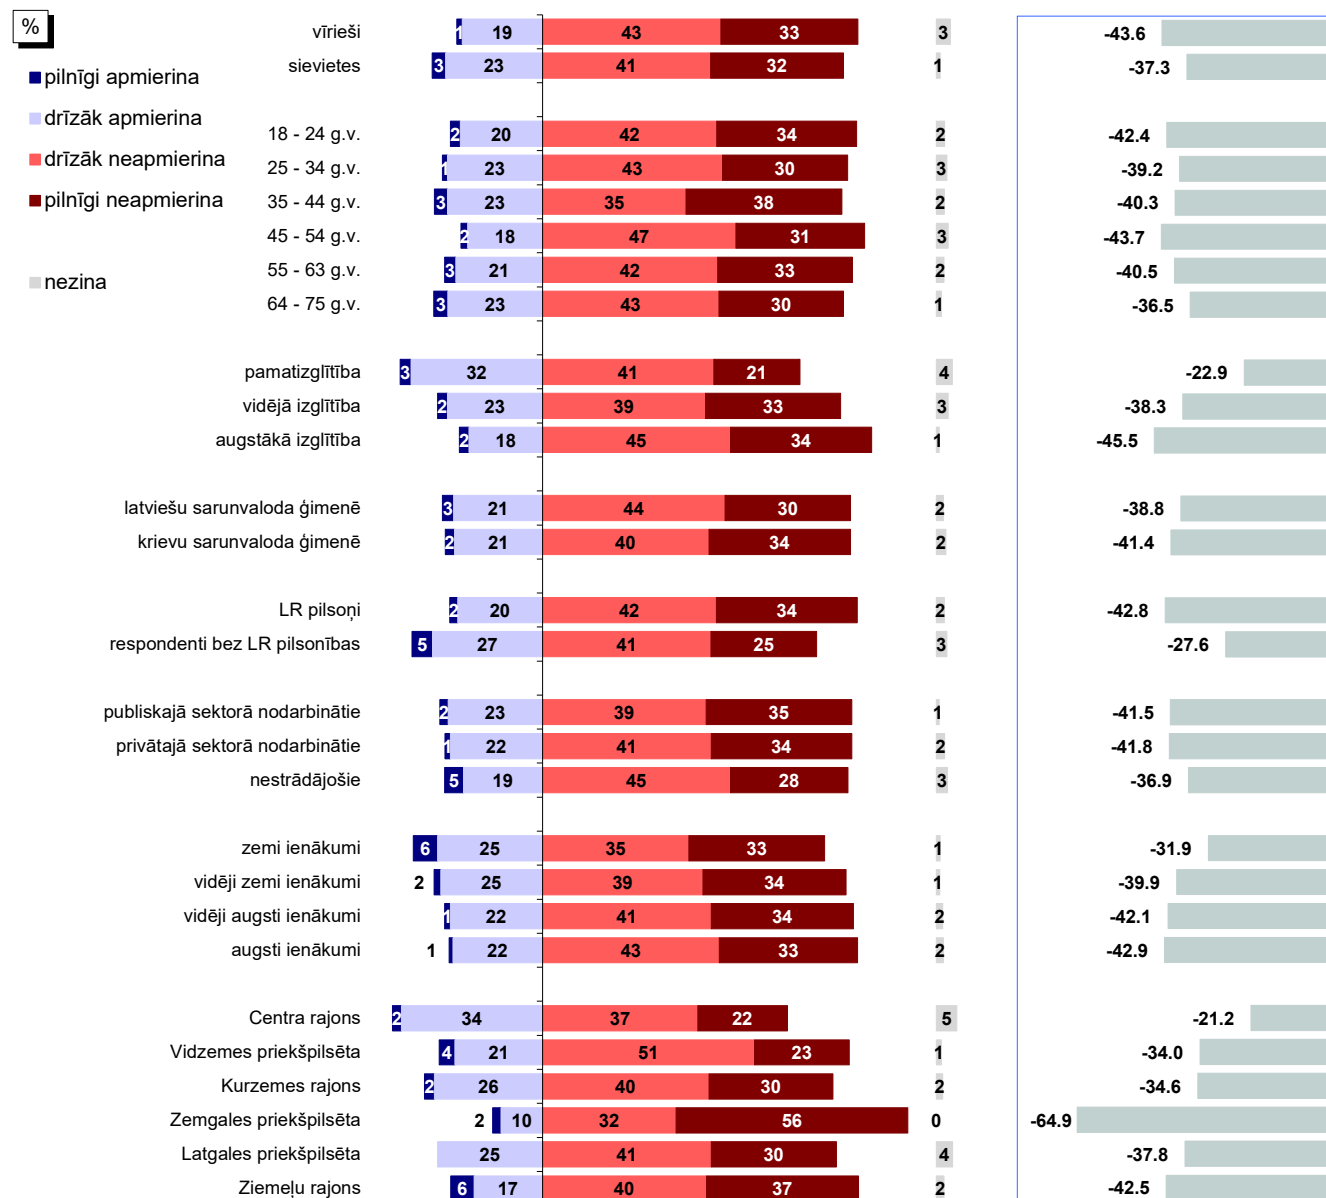 %
pilnīgi apmierina
drīzāk apmierina
drīzāk neapmierina
pilnīgi neapmierina
nezina
vīrieši 1 19 43 33 3 -43.6
sievietes 3 23 41 32 1 -37.3
18 - 24 g.v. 2 20 42 34 2 -42.4
25 - 34 g.v. 1 23 43 30 3 -39.2
35 - 44 g.v. 3 23 35 38 2 -40.3
45 - 54 g.v. 2 18 47 31 3 -43.7
55 - 63 g.v. 3 21 42 33 2 -40.5
64 - 75 g.v. 3 23 43 30 1 -36.5
pamatizglītība 3 32 41 21 4 -22.9
vidējā izglītība 2 23 39 33 3 -38.3
augstākā izglītība 2 18 45 34 1 -45.5
latviešu sarunvaloda ģimenē 3 21 44 30 2 -38.8
krievu sarunvaloda ģimenē 2 21 40 34 2 -41.4
LR pilsoņi 2 20 42 34 2 -42.8
respondenti bez LR pilsonības 5 27 41 25 3 -27.6
publiskajā sektorā nodarbinātie 2 23 39 35 1 -41.5
privātajā sektorā nodarbinātie 1 22 41 34 2 -41.8
nestrādājošie 5 19 45 28 3 -36.9
zemi ienākumi 6 25 35 33 1 -31.9
vidēji zemi ienākumi 2 25 39 34 1 -39.9
vidēji augsti ienākumi 1 22 41 34 2 -42.1
augsti ienākumi 1 22 43 33 2 -42.9
Centra rajons 2 34 37 22 5 -21.2
Vidzemes priekšpilsēta 4 21 51 23 1 -34.0
Kurzemes rajons 2 26 40 30 2 -34.6
Zemgales priekšpilsēta 2 10 32 56 0 -64.9
Latgales priekšpilsēta 25 41 30 4 -37.8
Ziemeļu rajons 6 17 40 37 2 -42.5